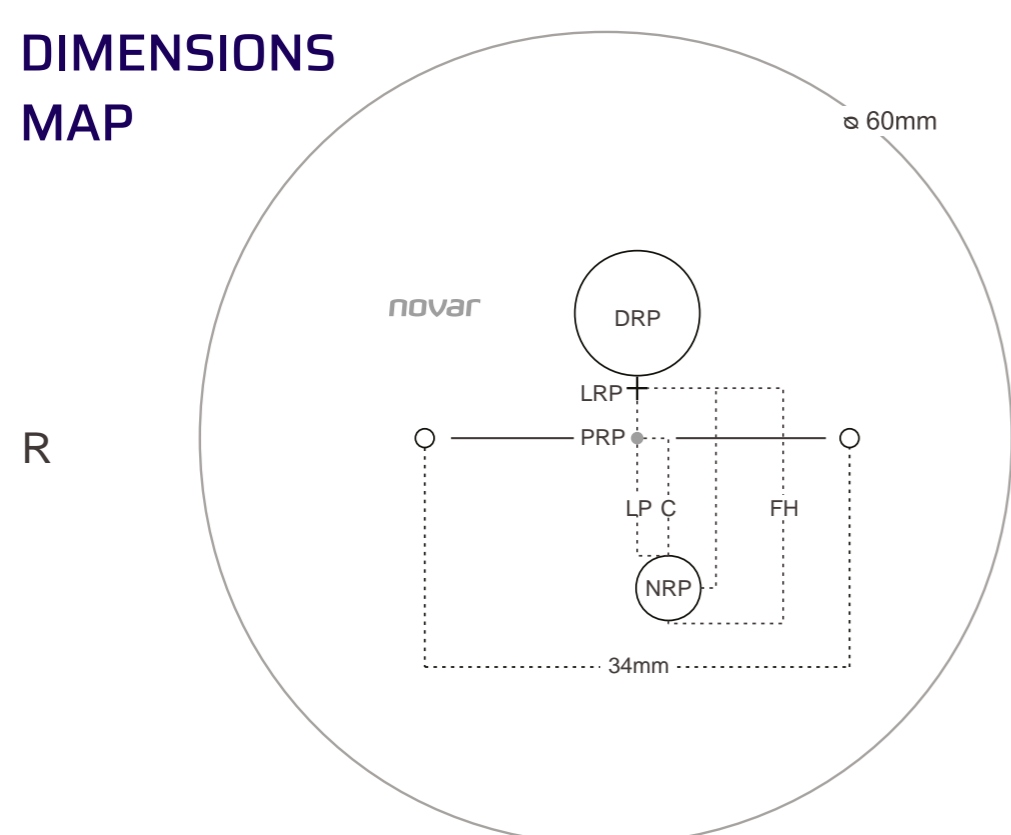 DIMENSIONS
MAP
⌀ 60mm
novar
DRP
LRP
R
PRP
LP C
FH
NRP
34mm